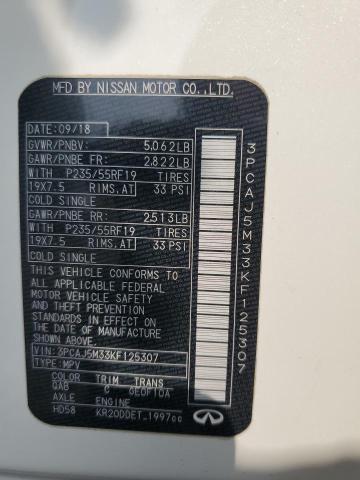 MFD BY NISSAN MOTOR CO.,LTD.
DATE: 09/18
GVWR/PNBV: 5,062LB
GAWR/PNBE FR: 2,822LB
WITH P235/55RF19 TIRES
19X7.5 RIMS,AT 33 PSI
COLD SINGLE
GAWR/PNBE RR: 2513LB
WITH P235/55RF19 TIRES
19X7.5 RIMS,AT 33 PSI
COLD SINGLE
THIS VEHICLE CONFORMS TO
ALL APPLICABLE FEDERAL
MOTOR VEHICLE SAFETY
AND THEFT PREVENTION
STANDARDS IN EFFECT ON
THE DATE OF MANUFACTURE
SHOWN ABOVE.
VIN: 3PCAJ5M33KF125307
TYPE: MPV
COLOR TRIM TRANS
QAB G 6E0F10A
AXLE ENGINE
HD58 KR20DDET 1997cc
3PCAJ5M33KF125307